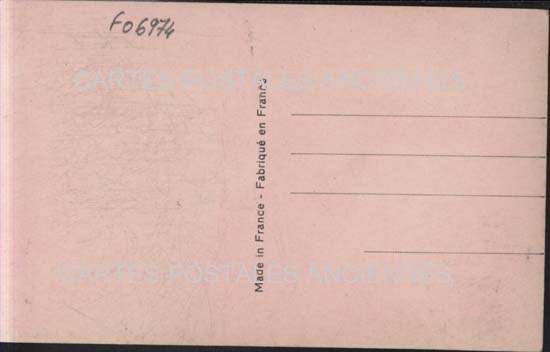 F06974
CARTES POSTALES ANCIENNES
Made in France - Fabriqué en France
CARTES POSTALES ANCIENNES